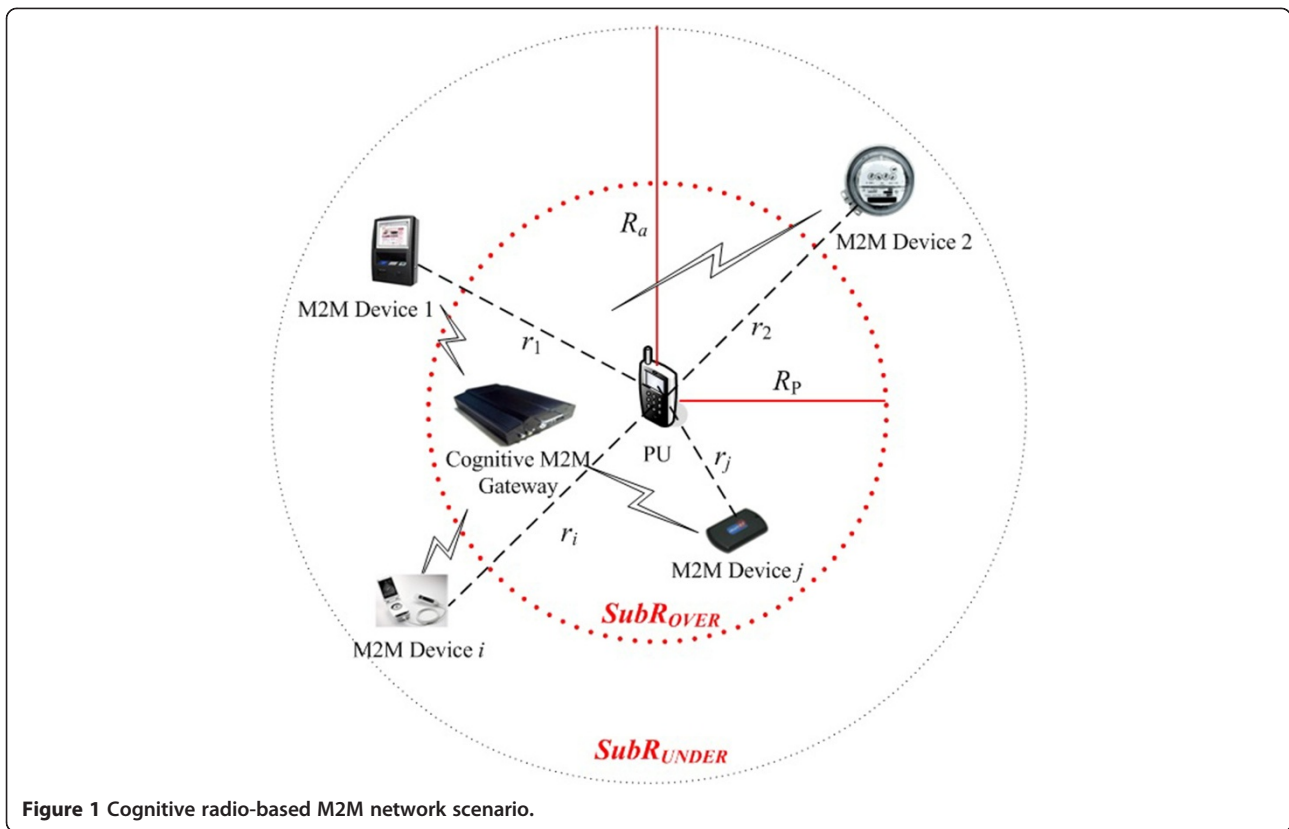 R_a
M2M Device 2
M2M Device 1
r_1
r_2
R_P
PU
Cognitive M2M
Gateway
r_j
r_i
M2M Device j
SubR_OVER
M2M Device i
SubR_UNDER
Figure 1 Cognitive radio-based M2M network scenario.